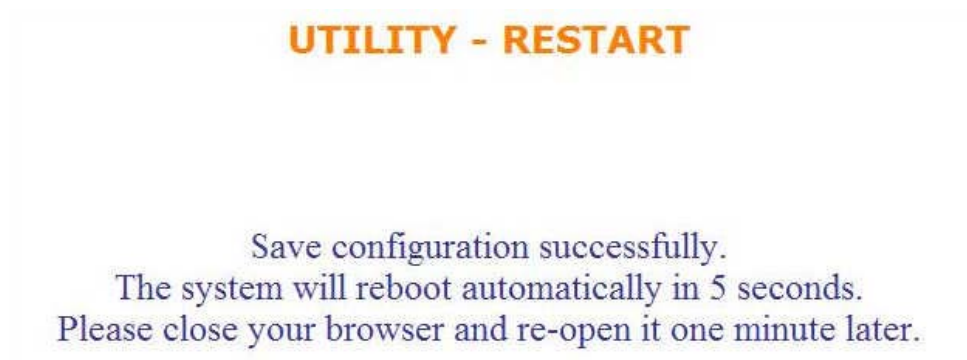 UTILITY - RESTART
Save configuration successfully.
The system will reboot automatically in 5 seconds.
Please close your browser and re-open it one minute later.